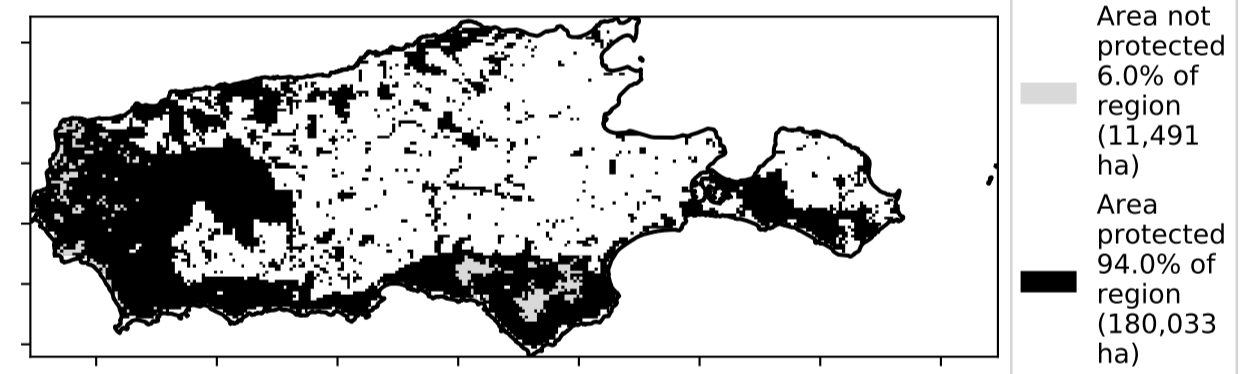 Area not
protected
6.0% of
region
(11,491
ha)
Area
protected
94.0% of
region
(180,033
ha)